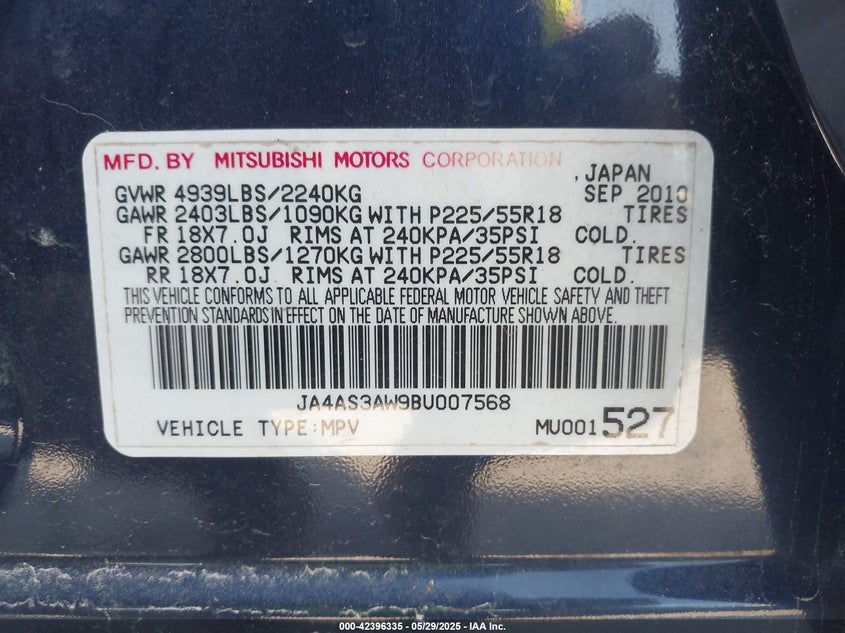 MFD. BY MITSUBISHI MOTORS CORPORATION , JAPAN
GVWR 4939LBS/2240KG SEP 2010
GAWR 2403LBS/1090KG WITH P225/55R18 TIRES
FR 18X7.0J RIMS AT 240KPA/35PSI COLD.
GAWR 2800LBS/1270KG WITH P225/55R18 TIRES
RR 18X7.0J RIMS AT 240KPA/35PSI COLD.
THIS VEHICLE CONFORMS TO ALL APPLICABLE FEDERAL MOTOR VEHICLE SAFETY AND THEFT
PREVENTION STANDARDS IN EFFECT ON THE DATE OF MANUFACTURE SHOWN ABOVE.
JA4AS3AW9BU007568
VEHICLE TYPE:MPV MU001527
000-42396335 - 05/29/2025 - IAA Inc.